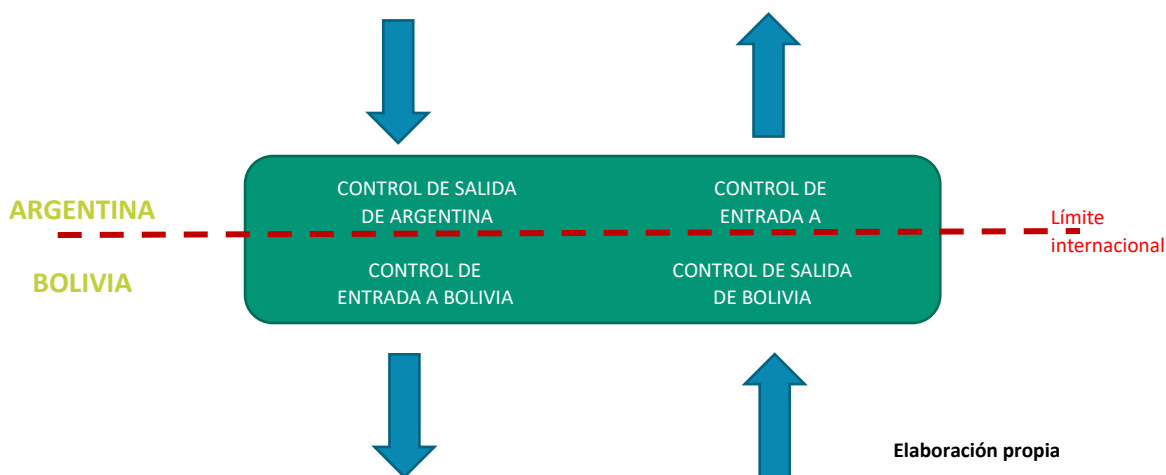 CONTROL DE SALIDA
DE ARGENTINA
CONTROL DE
ENTRADA A
ARGENTINA
Límite
internacional
BOLIVIA
CONTROL DE
ENTRADA A BOLIVIA
CONTROL DE SALIDA
DE BOLIVIA
Elaboración propia